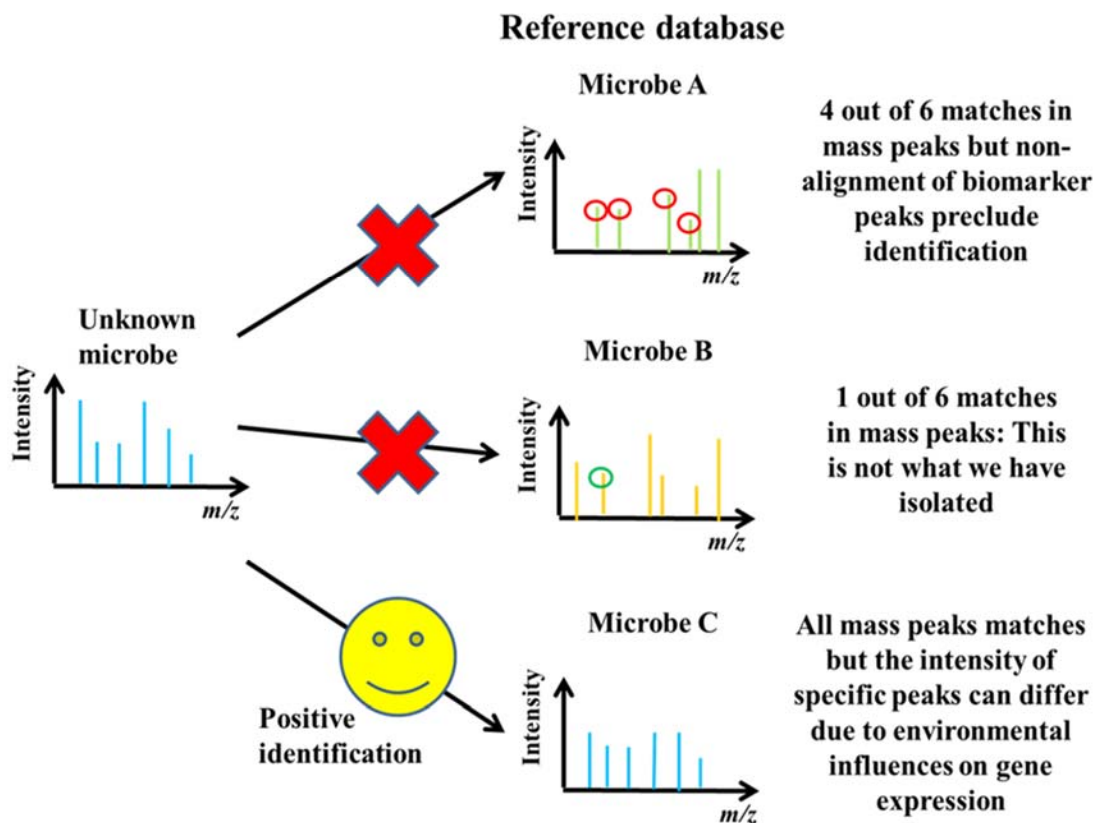 Reference database
Microbe A
Intensity
m/z
4 out of 6 matches in
mass peaks but non-
alignment of biomarker
peaks preclude
identification
Unknown
microbe
Intensity
m/z
Microbe B
Intensity
m/z
1 out of 6 matches
in mass peaks: This
is not what we have
isolated
Positive
identification
Microbe C
Intensity
m/z
All mass peaks matches
but the intensity of
specific peaks can differ
due to environmental
influences on gene
expression